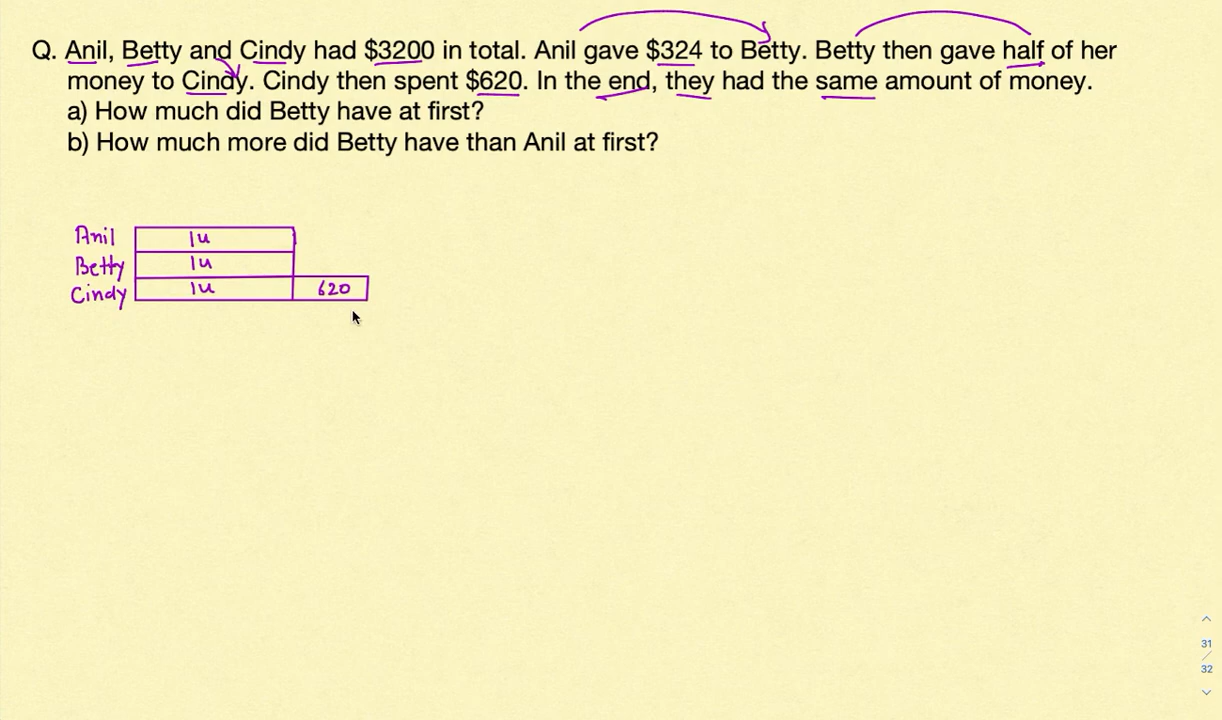 Q. Anil, Betty and Cindy had $3200 in total. Anil gave $324 to Betty. Betty then gave half of her
money to Cindy. Cindy then spent $620. In the end, they had the same amount of money.
a) How much did Betty have at first?
b) How much more did Betty have than Anil at first?
Anil 1u
Betty 1u
Cindy 1u 620
31
/
32